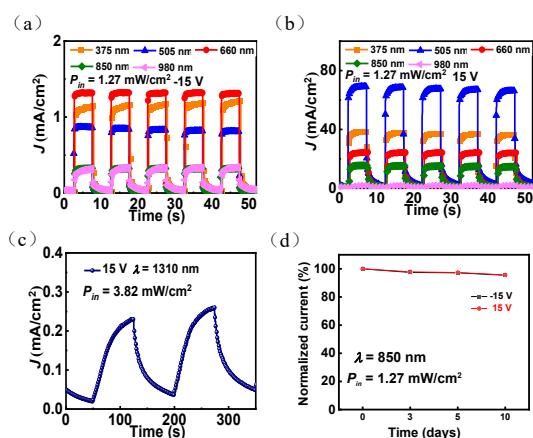 (a)
375 nm 505 nm 660 nm
850 nm 980 nm
P_in = 1.27 mW/cm² -15 V
J (mA/cm²)
2
1
0
0 10 20 30 40 50
Time (s)
(b)
375 nm 505 nm 660 nm
850 nm 980 nm
P_in = 1.27 mW/cm² 15 V
J (mA/cm²)
80
40
0
0 10 20 30 40 50
Time (s)
(c)
15 V λ = 1310 nm
P_in = 3.82 mW/cm²
J (mA/cm²)
0.4
0.3
0.2
0.1
0.0
0 100 200 300
Time (s)
(d)
-15 V
15 V
λ = 850 nm
P_in = 1.27 mW/cm²
Normalized current (%)
100
80
60
40
20
0
0 3 5 10
Time (days)